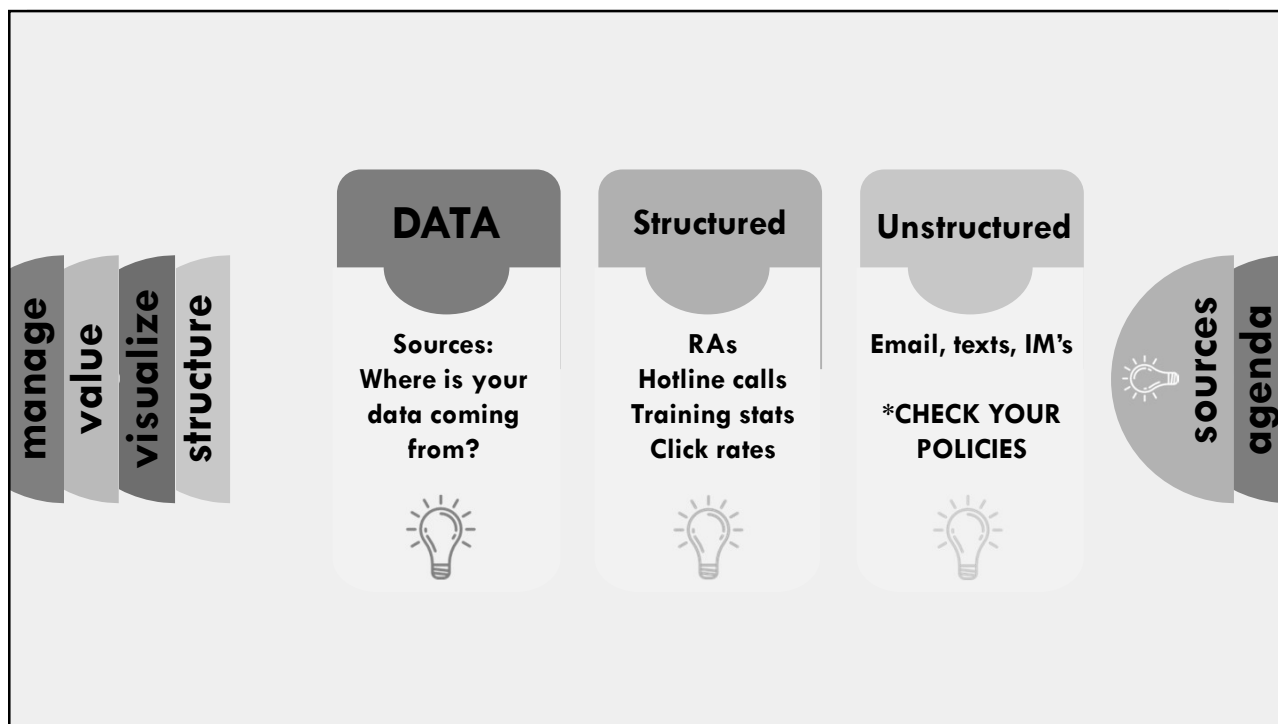 manage
value
visualize
structure
DATA
Sources:
Where is your
data coming
from?
Structured
RAs
Hotline calls
Training stats
Click rates
Unstructured
Email, texts, IM’s
*CHECK YOUR
POLICIES
sources
agenda